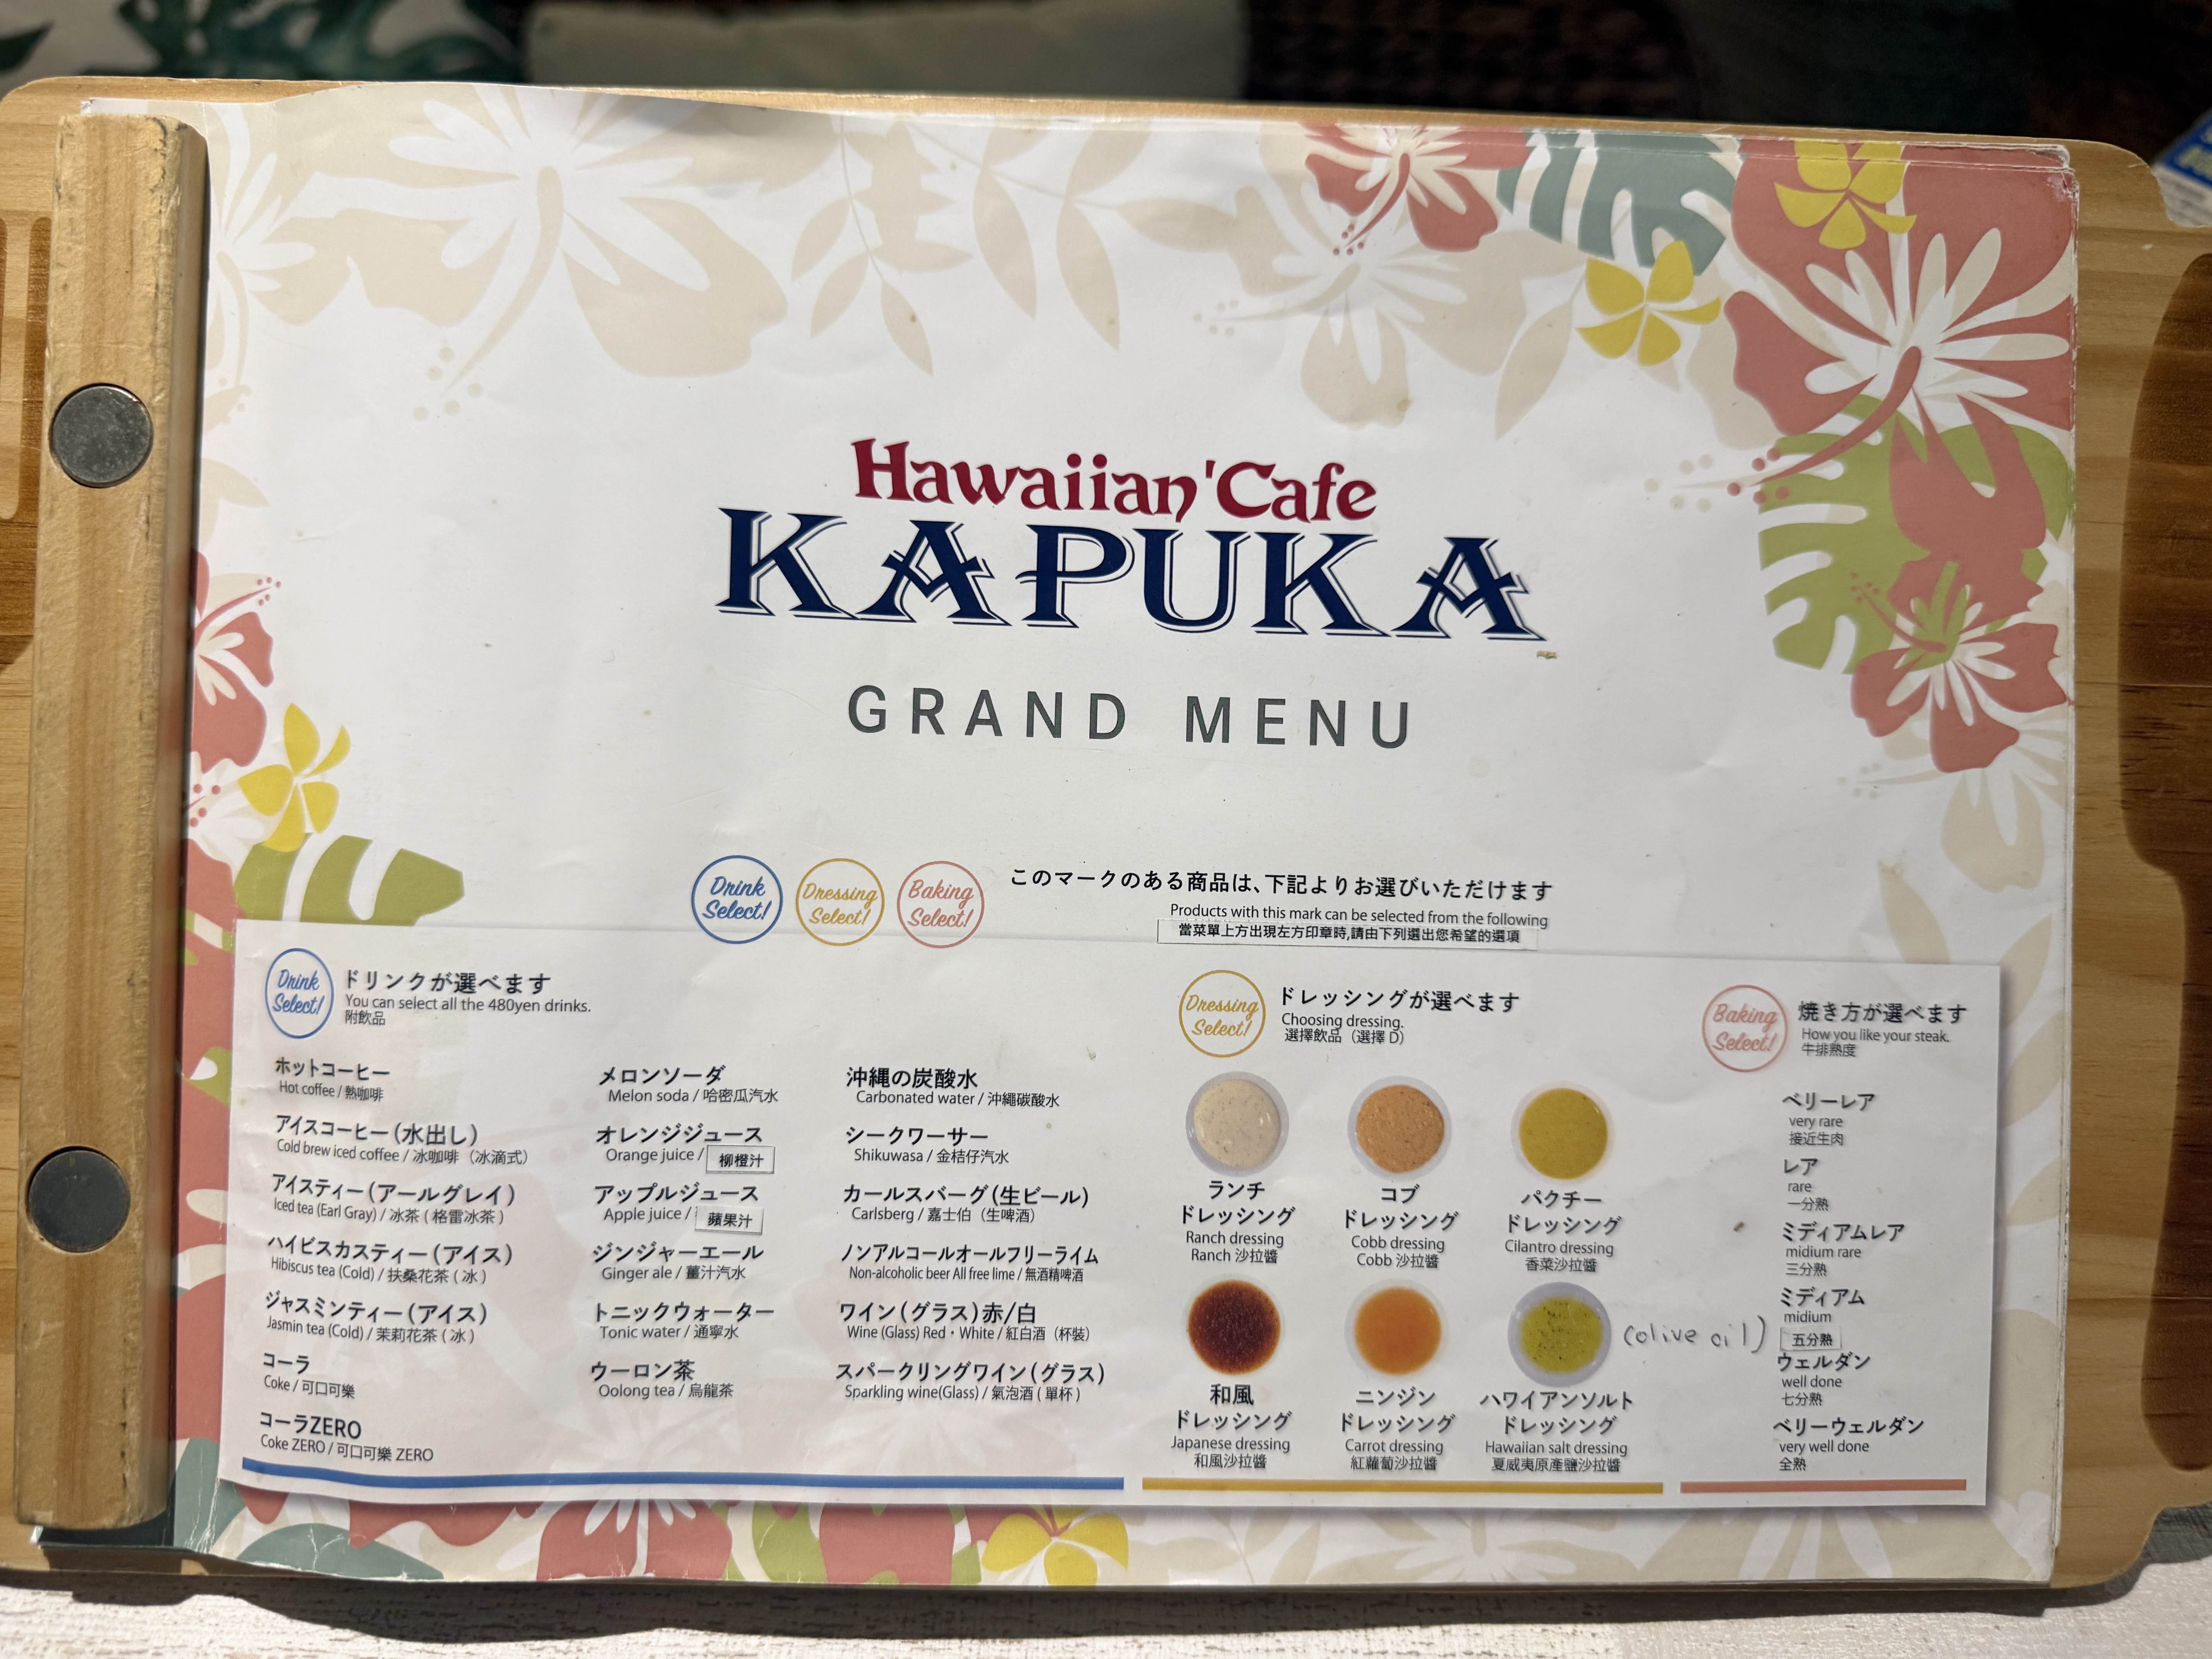 Hawaiian'Cafe
KAPUKA
GRAND MENU
Drink Select!
Dressing Select!
Baking Select!
このマークのある商品は、下記よりお選びいただけます
Products with this mark can be selected from the following
當菜單上方出現左方印章時,請由下列選出您希望的選項
Drink Select!
ドリンクが選べます
You can select all the 480yen drinks.
附飲品
ホットコーヒー
Hot coffee / 熱咖啡
アイスコーヒー(水出し)
Cold brew iced coffee / 冰咖啡（冰滴式）
アイスティー(アールグレイ)
Iced tea (Earl Gray) / 冰茶 ( 格雷冰茶 )
ハイビスカスティー(アイス)
Hibiscus tea (Cold) / 扶桑花茶 ( 冰 )
ジャスミンティー(アイス)
Jasmin tea (Cold) / 茉莉花茶 ( 冰 )
コーラ
Coke / 可口可樂
コーラZERO
Coke ZERO / 可口可樂 ZERO
メロンソーダ
Melon soda / 哈密瓜汽水
オレンジジュース
Orange juice / 柳橙汁
アップルジュース
Apple juice / 蘋果汁
ジンジャーエール
Ginger ale / 薑汁汽水
トニックウォーター
Tonic water / 通寧水
ウーロン茶
Oolong tea / 烏龍茶
沖縄の炭酸水
Carbonated water / 沖繩碳酸水
シークワーサー
Shikuwasa / 金桔仔汽水
カールスバーグ(生ビール)
Carlsberg / 嘉士伯（生啤酒）
ノンアルコールオールフリーライム
Non-alcoholic beer All free lime / 無酒精啤酒
ワイン(グラス)赤/白
Wine (Glass) Red・White / 紅白酒（杯裝）
スパークリングワイン(グラス)
Sparkling wine(Glass) / 氣泡酒 ( 單杯 )
Dressing Select!
ドレッシングが選べます
Choosing dressing.
選擇飲品（選擇 D）
ランチ
ドレッシング
Ranch dressing
Ranch 沙拉醬
コブ
ドレッシング
Cobb dressing
Cobb 沙拉醬
パクチー
ドレッシング
Cilantro dressing
香菜沙拉醬
和風
ドレッシング
Japanese dressing
和風沙拉醬
ニンジン
ドレッシング
Carrot dressing
紅蘿蔔沙拉醬
(olive oil)
ハワイアンソルト
ドレッシング
Hawaiian salt dressing
夏威夷原產鹽沙拉醬
Baking Select!
焼き方が選べます
How you like your steak.
牛排熟度
ベリーレア
very rare
接近生肉
レア
rare
一分熟
ミディアムレア
midium rare
三分熟
ミディアム
midium
五分熟
ウェルダン
well done
七分熟
ベリーウェルダン
very well done
全熟